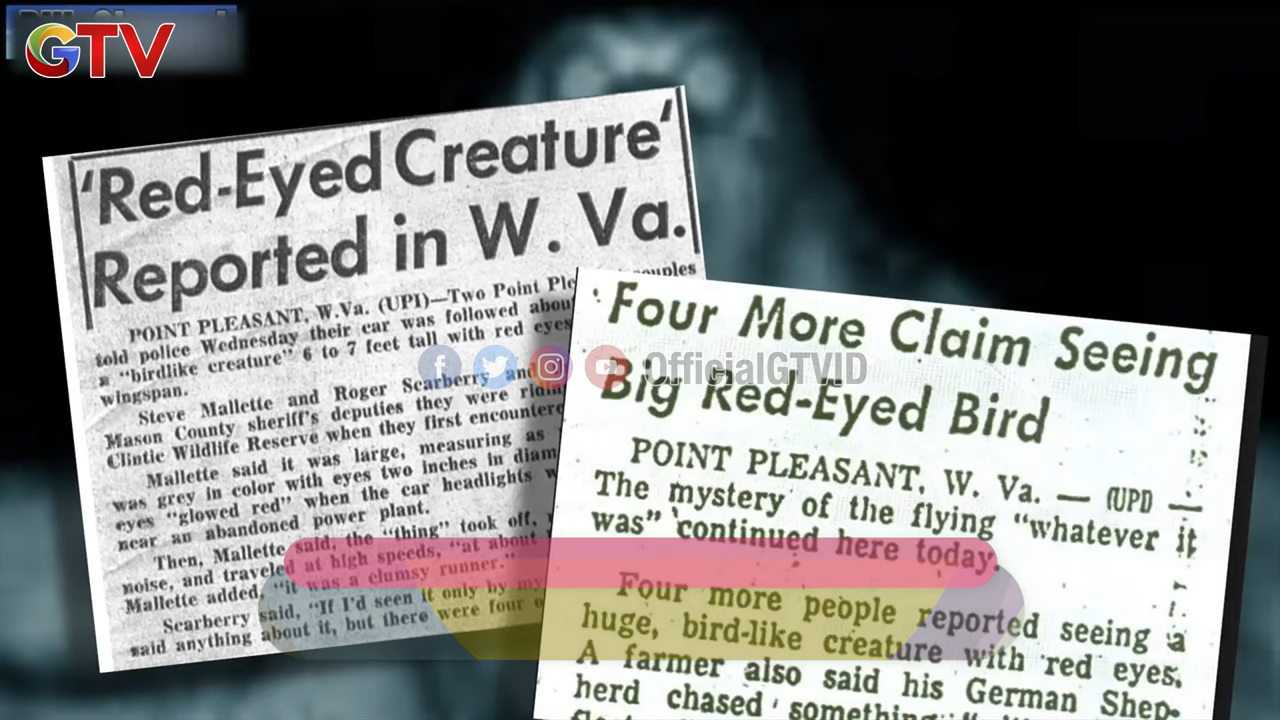 GTV
'Red-Eyed Creature'
Reported in W. Va.
POINT PLEASANT, W.Va. (UPI)—Two Point couples
told police Wednesday their car was followed
a "birdlike creature" 6 to 7 feet tall with red eyes
wingspan.
Steve Mallette and Roger Scarberry
Mason County sheriff's deputies they were
Clintic Wildlife Reserve when they first
Mallette said it was large, measuring as
was grey in color with eyes two inches in
eyes "glowed red" when the car headlights
near an abandoned power plant.
Then, Mallette said, the "thing" took off,
noise, and traveled at high speeds, "at about
Mallette added, "it was a clumsy runner."
Scarberry said, "If I'd seen it only by my
said anything about it, but there were four
OfficialGTVID
Four More Claim Seeing
Big Red-Eyed Bird
POINT PLEASANT, W. Va. — (UPI) —
The mystery of the flying "whatever it
was" continued here today.
Four more people reported seeing a
huge, bird-like creature with red eyes.
A farmer also said his German Shep-
herd chased something